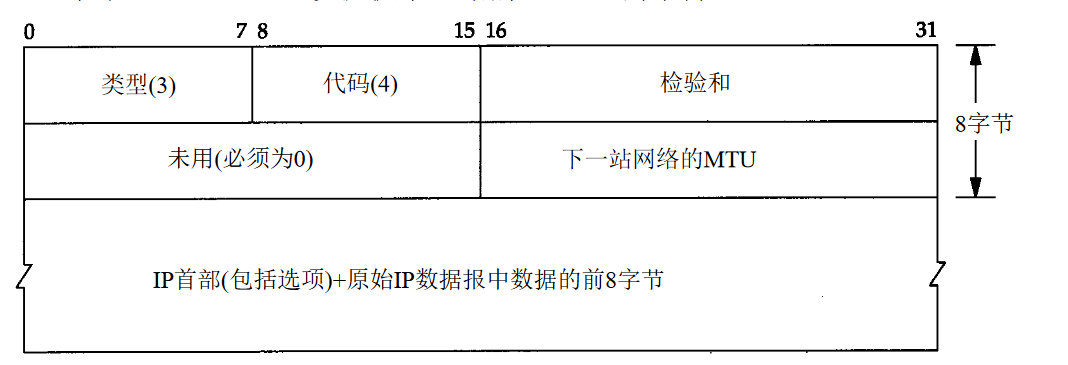 0 7 8 15 16 31
类型(3) 代码(4) 检验和
8字节
未用(必须为0) 下一站网络的MTU
IP首部(包括选项)+原始IP数据报中数据的前8字节